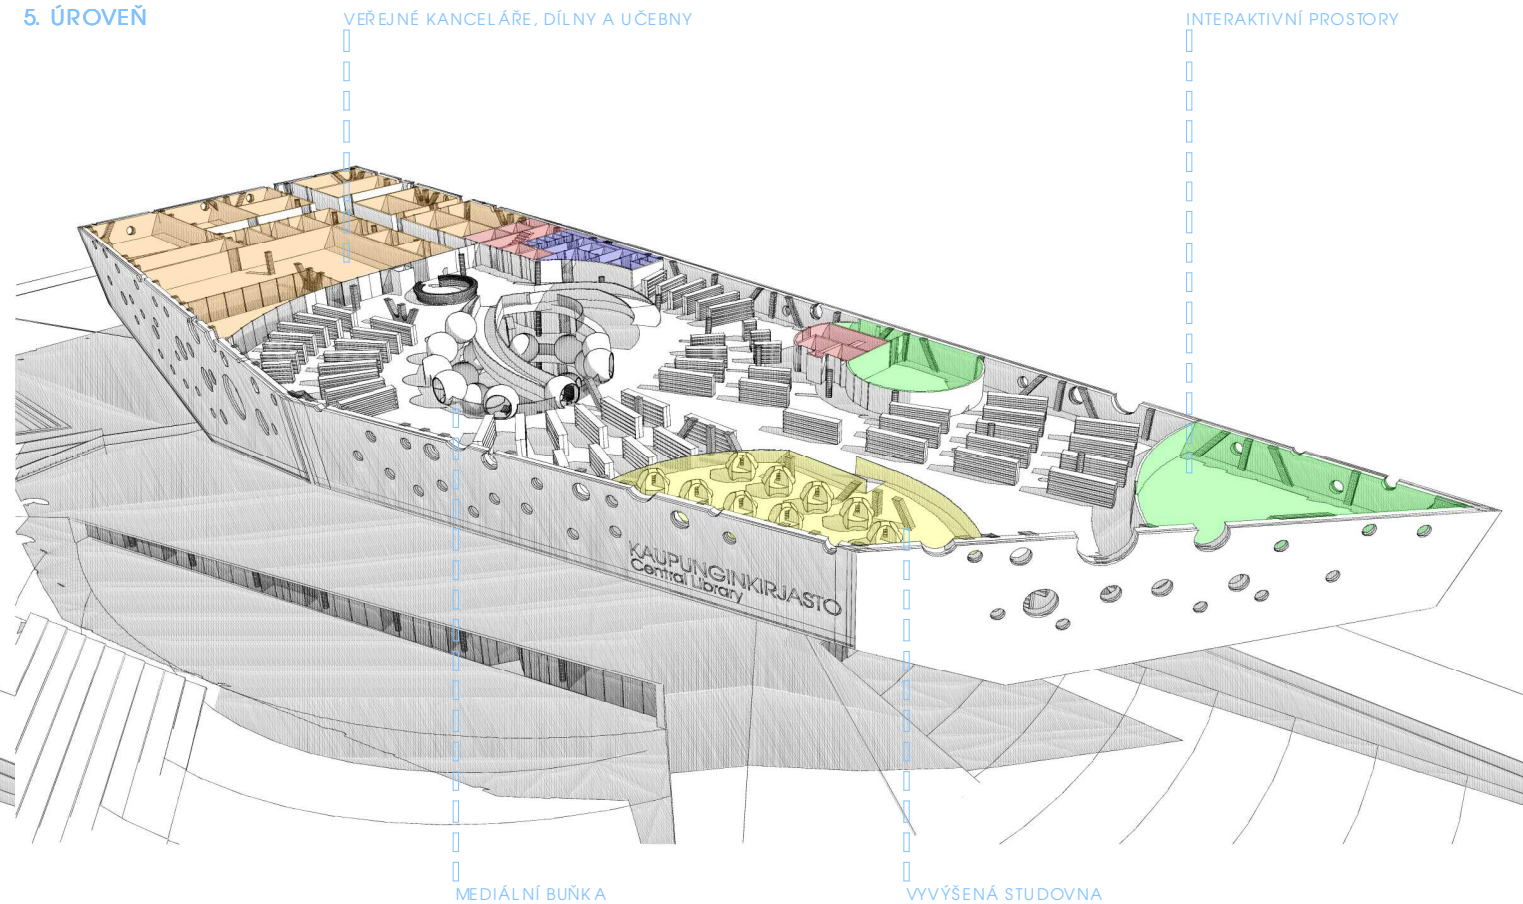 5. ÚROVEŇ
VEŘEJNÉ KANCELÁŘE, DÍLNY A UČEBNY
INTERAKTIVNÍ PROSTORY
KAUPUNGINKIRJASTO
Central Library
MEDIÁLNÍ BUŇKA
VYVÝŠENÁ STUDOVNA